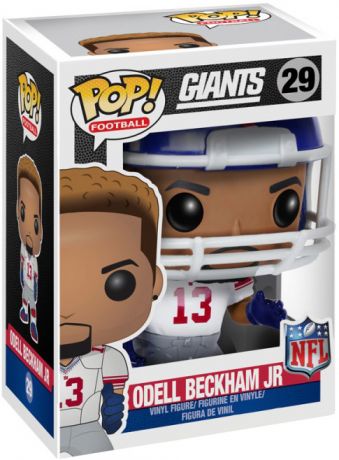 POP!
FOOTBALL
GIANTS 29
13
13
NFL
ODELL BECKHAM JR
VINYL FIGURE/ FIGURINE EN VINYLE/
FIGURA DE VINIL
POP!
13
ODELL BECKHAM JR
29